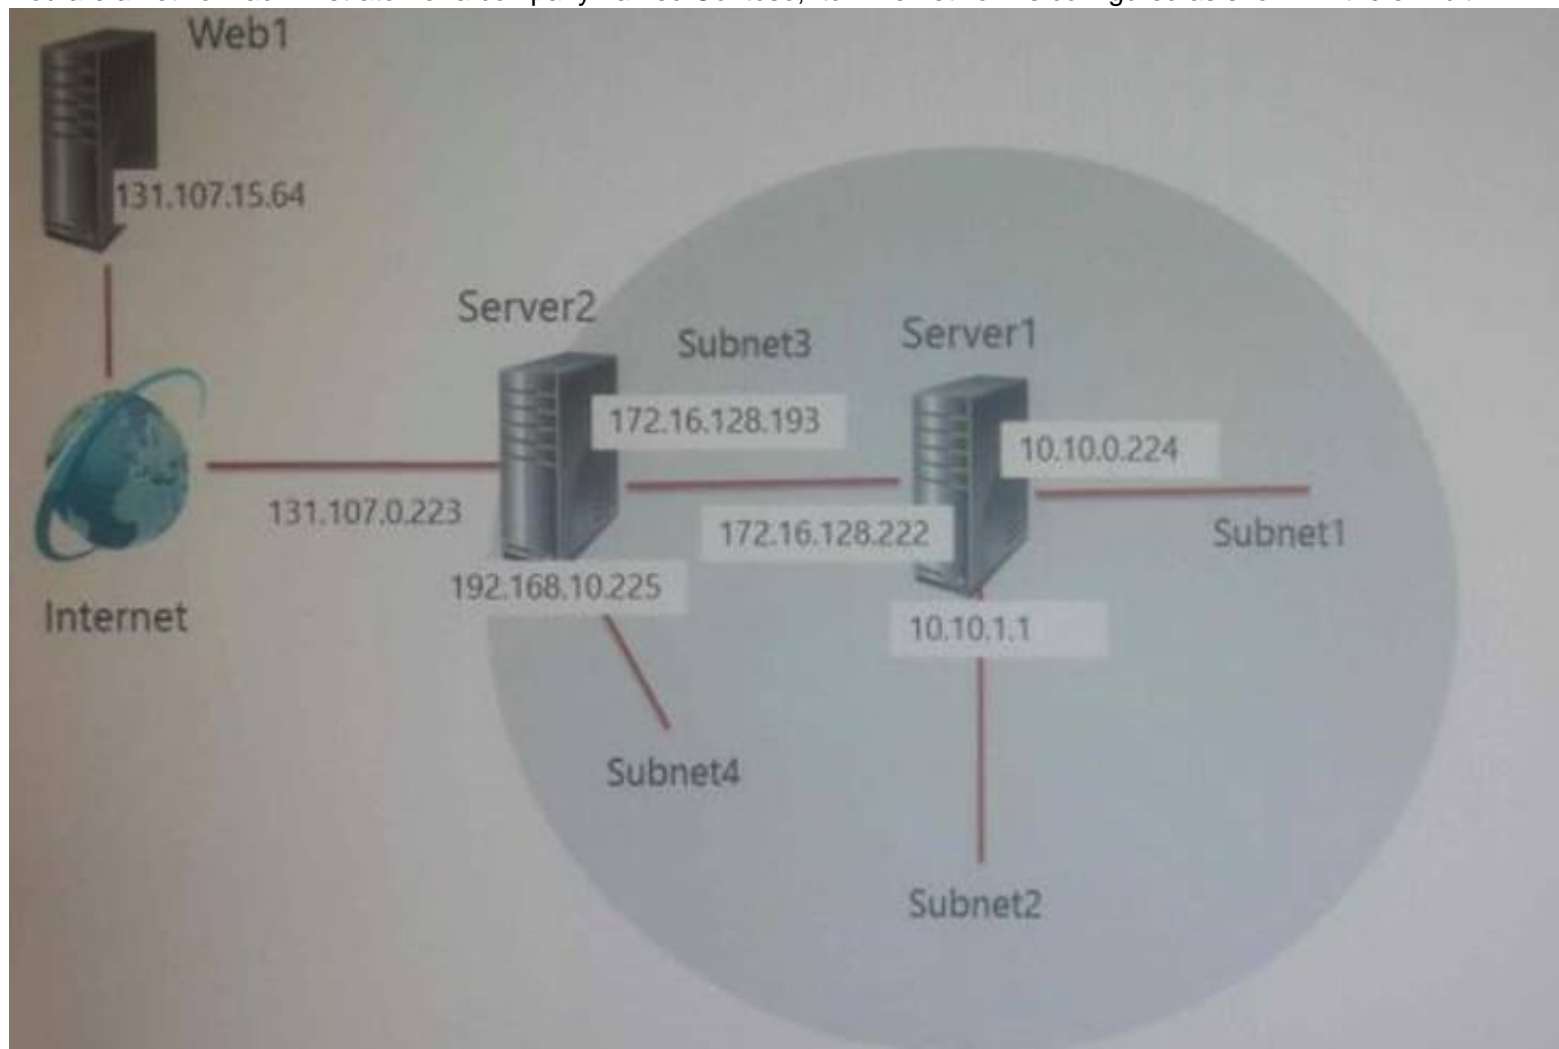 Web1
131.107.15.64
Server2
Subnet3
Server1
172.16.128.193
10.10.0.224
131.107.0.223
172.16.128.222
Subnet1
192.168.10.225
Internet
10.10.1.1
Subnet4
Subnet2